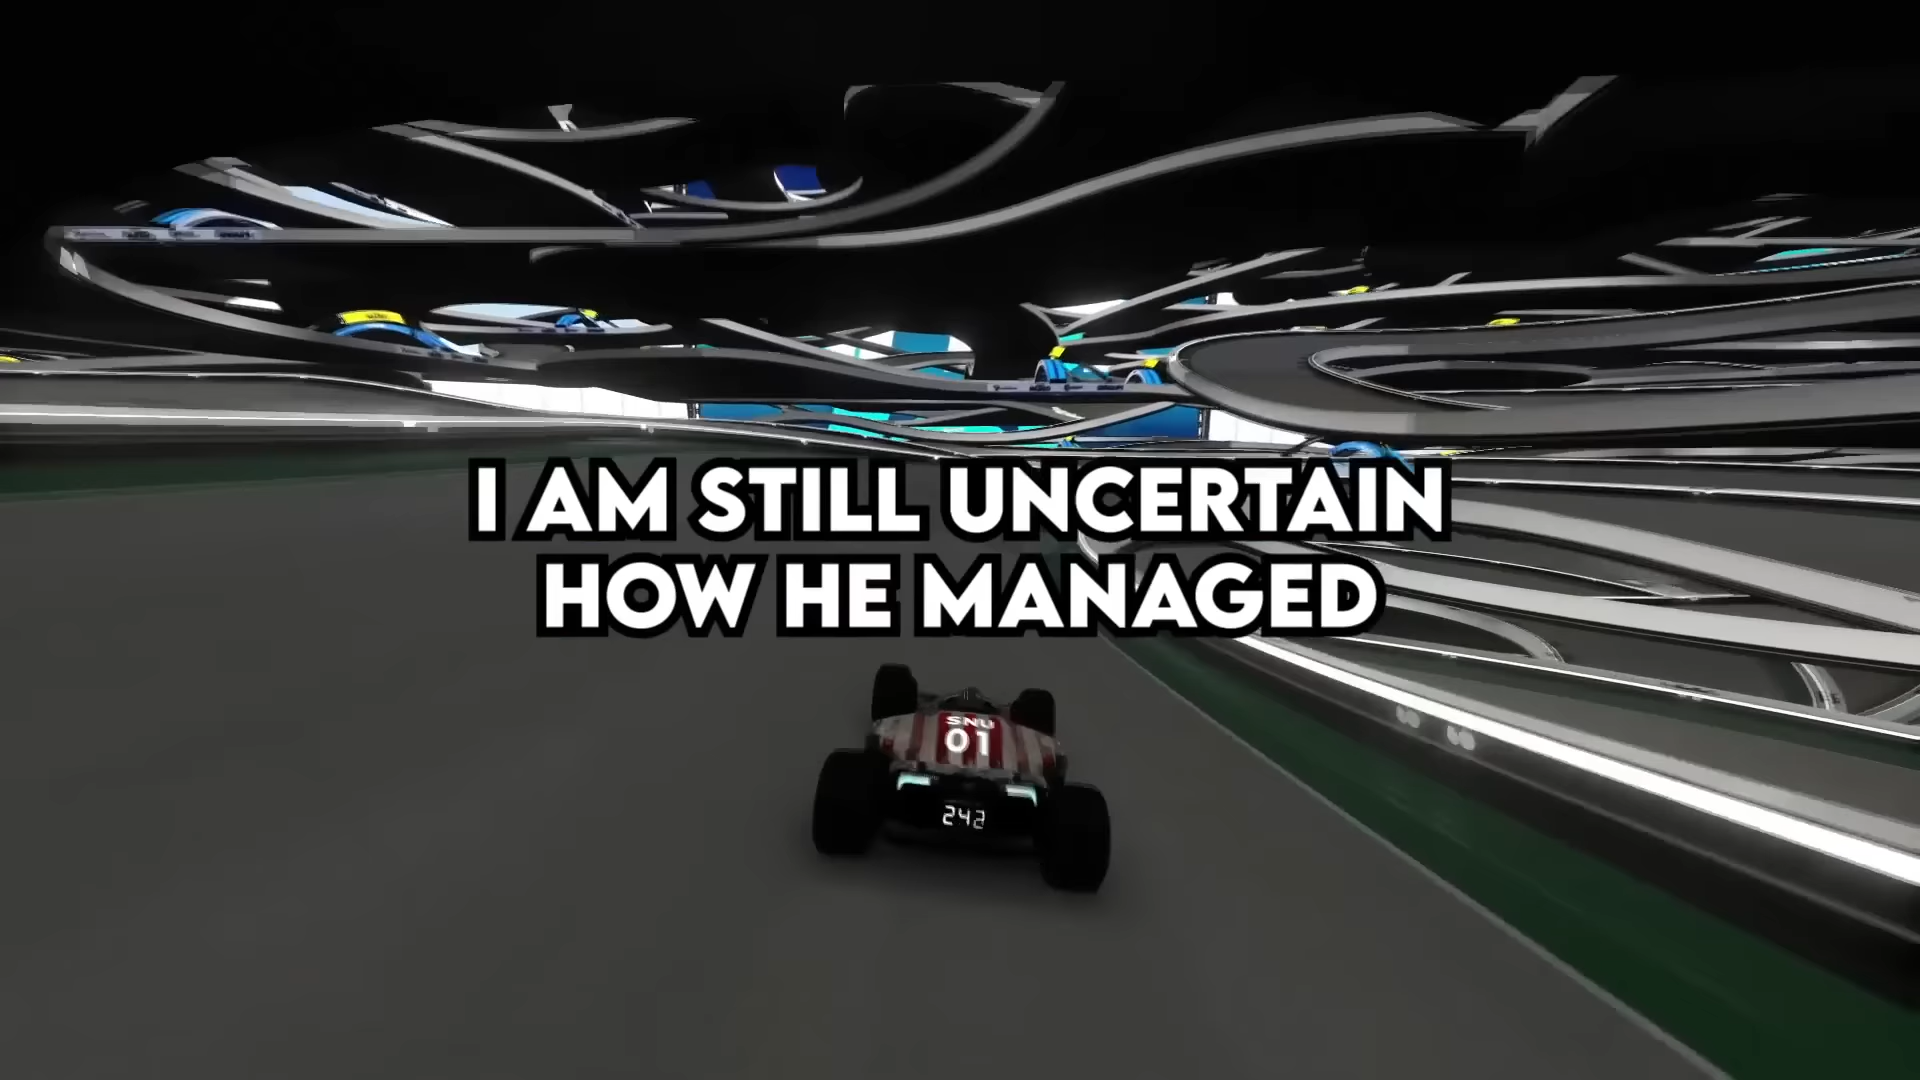 I AM STILL UNCERTAIN
HOW HE MANAGED
SNU
01
242